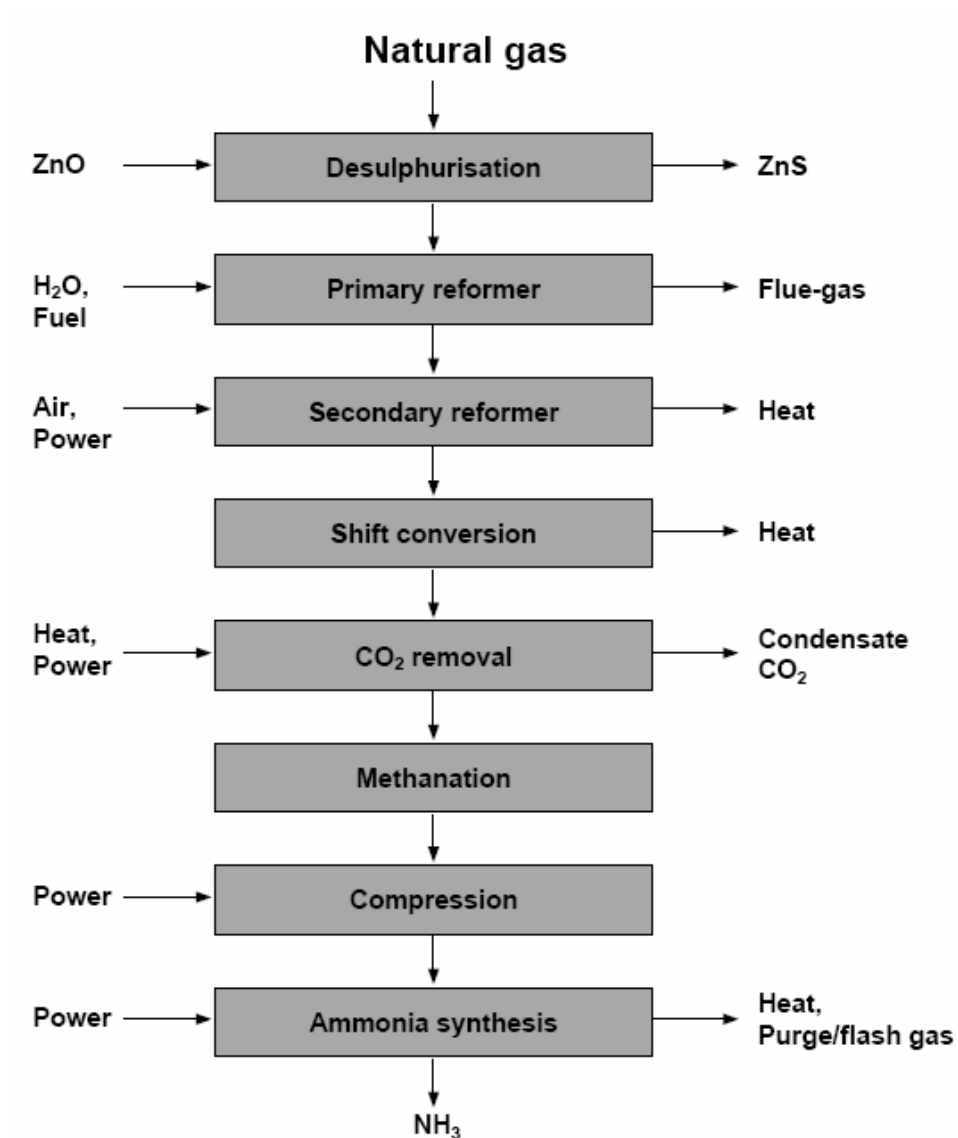 Natural gas
ZnO
Desulphurisation
ZnS
H₂O,
Fuel
Primary reformer
Flue-gas
Air,
Power
Secondary reformer
Heat
Shift conversion
Heat
Heat,
Power
CO₂ removal
Condensate
CO₂
Methanation
Power
Compression
Power
Ammonia synthesis
Heat,
Purge/flash gas
NH₃